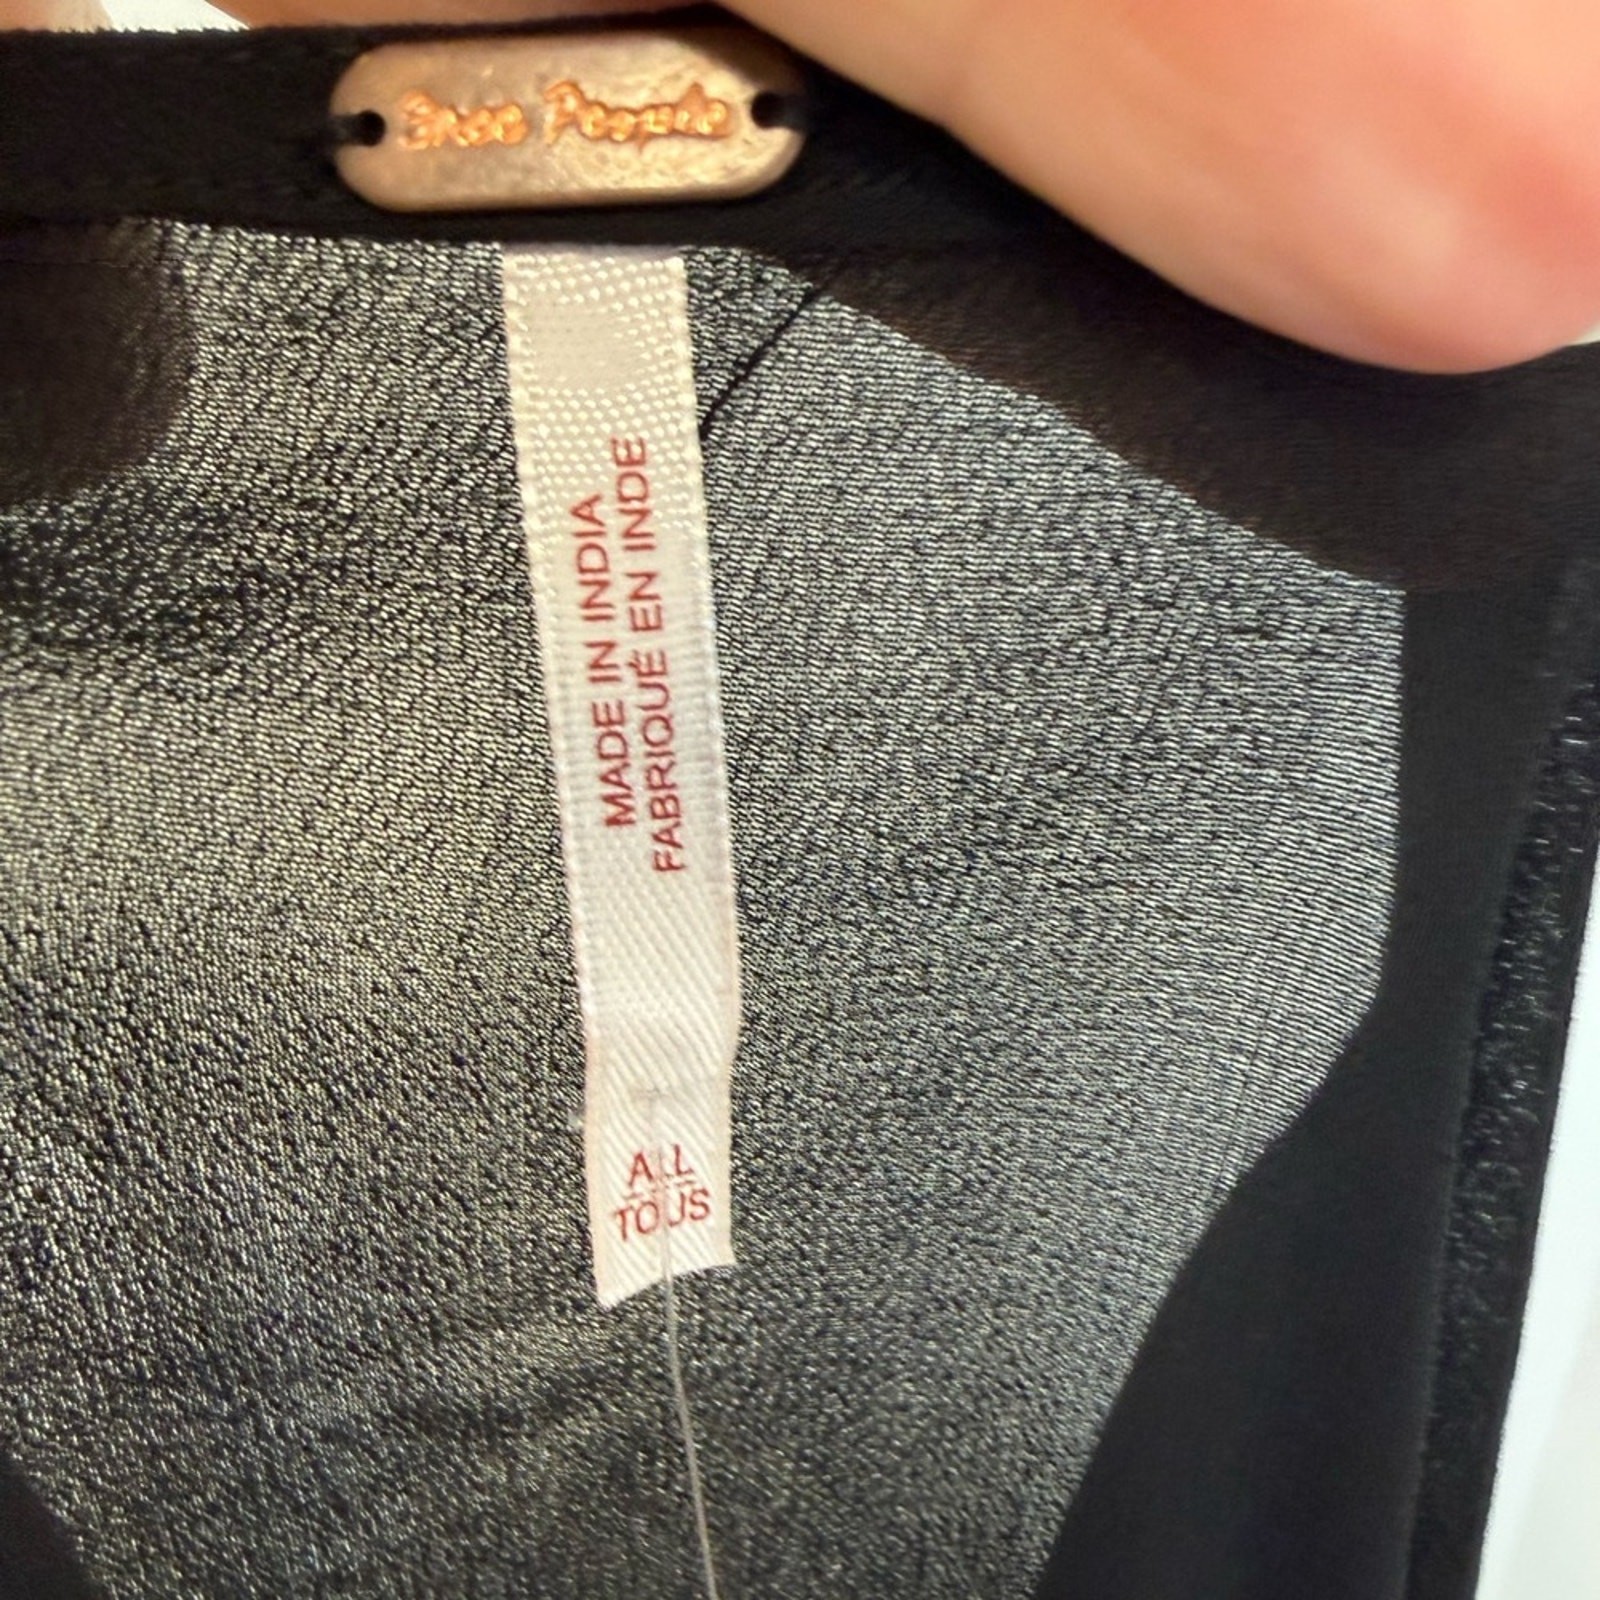 Free People
MADE IN INDIA
FABRIQUÉ EN INDE
ALL
TOUS